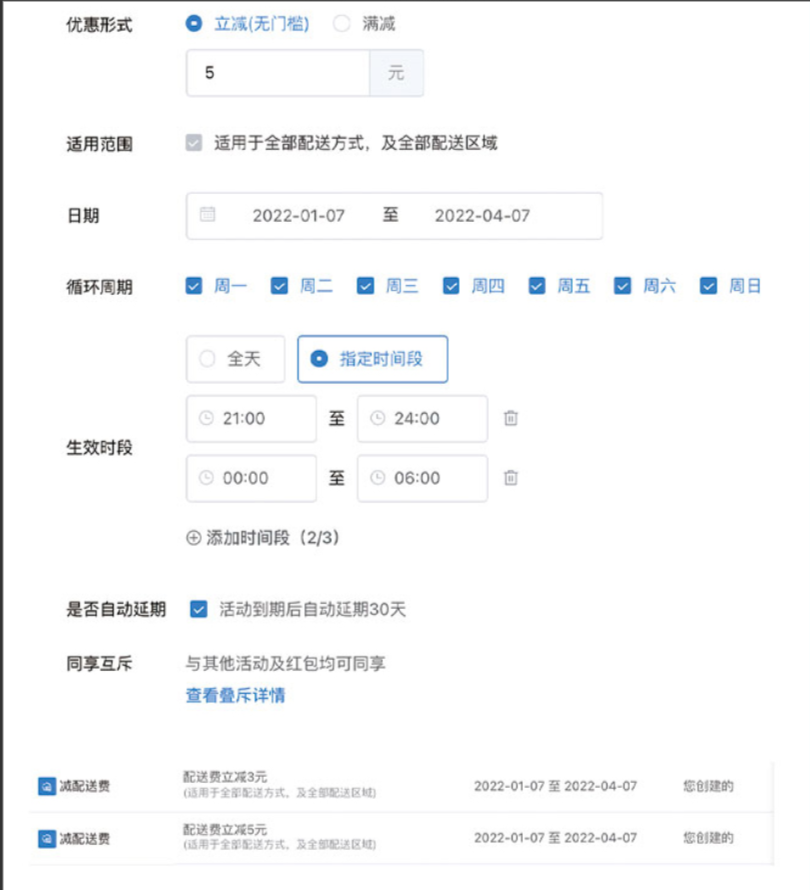 优惠形式 立减(无门槛) 满减
5 元
适用范围 适用于全部配送方式，及全部配送区域
日期 2022-01-07 至 2022-04-07
循环周期 周一 周二 周三 周四 周五 周六 周日
全天 指定时间段
21:00 至 24:00
生效时段
00:00 至 06:00
添加时间段（2/3）
是否自动延期 活动到期后自动延期30天
同享互斥 与其他活动及红包均可同享
查看叠斥详情
减配送费 配送费立减3元 2022-01-07 至 2022-04-07 您创建的
(适用于全部配送方式，及全部配送区域)
减配送费 配送费立减5元 2022-01-07 至 2022-04-07 您创建的
(适用于全部配送方式，及全部配送区域)